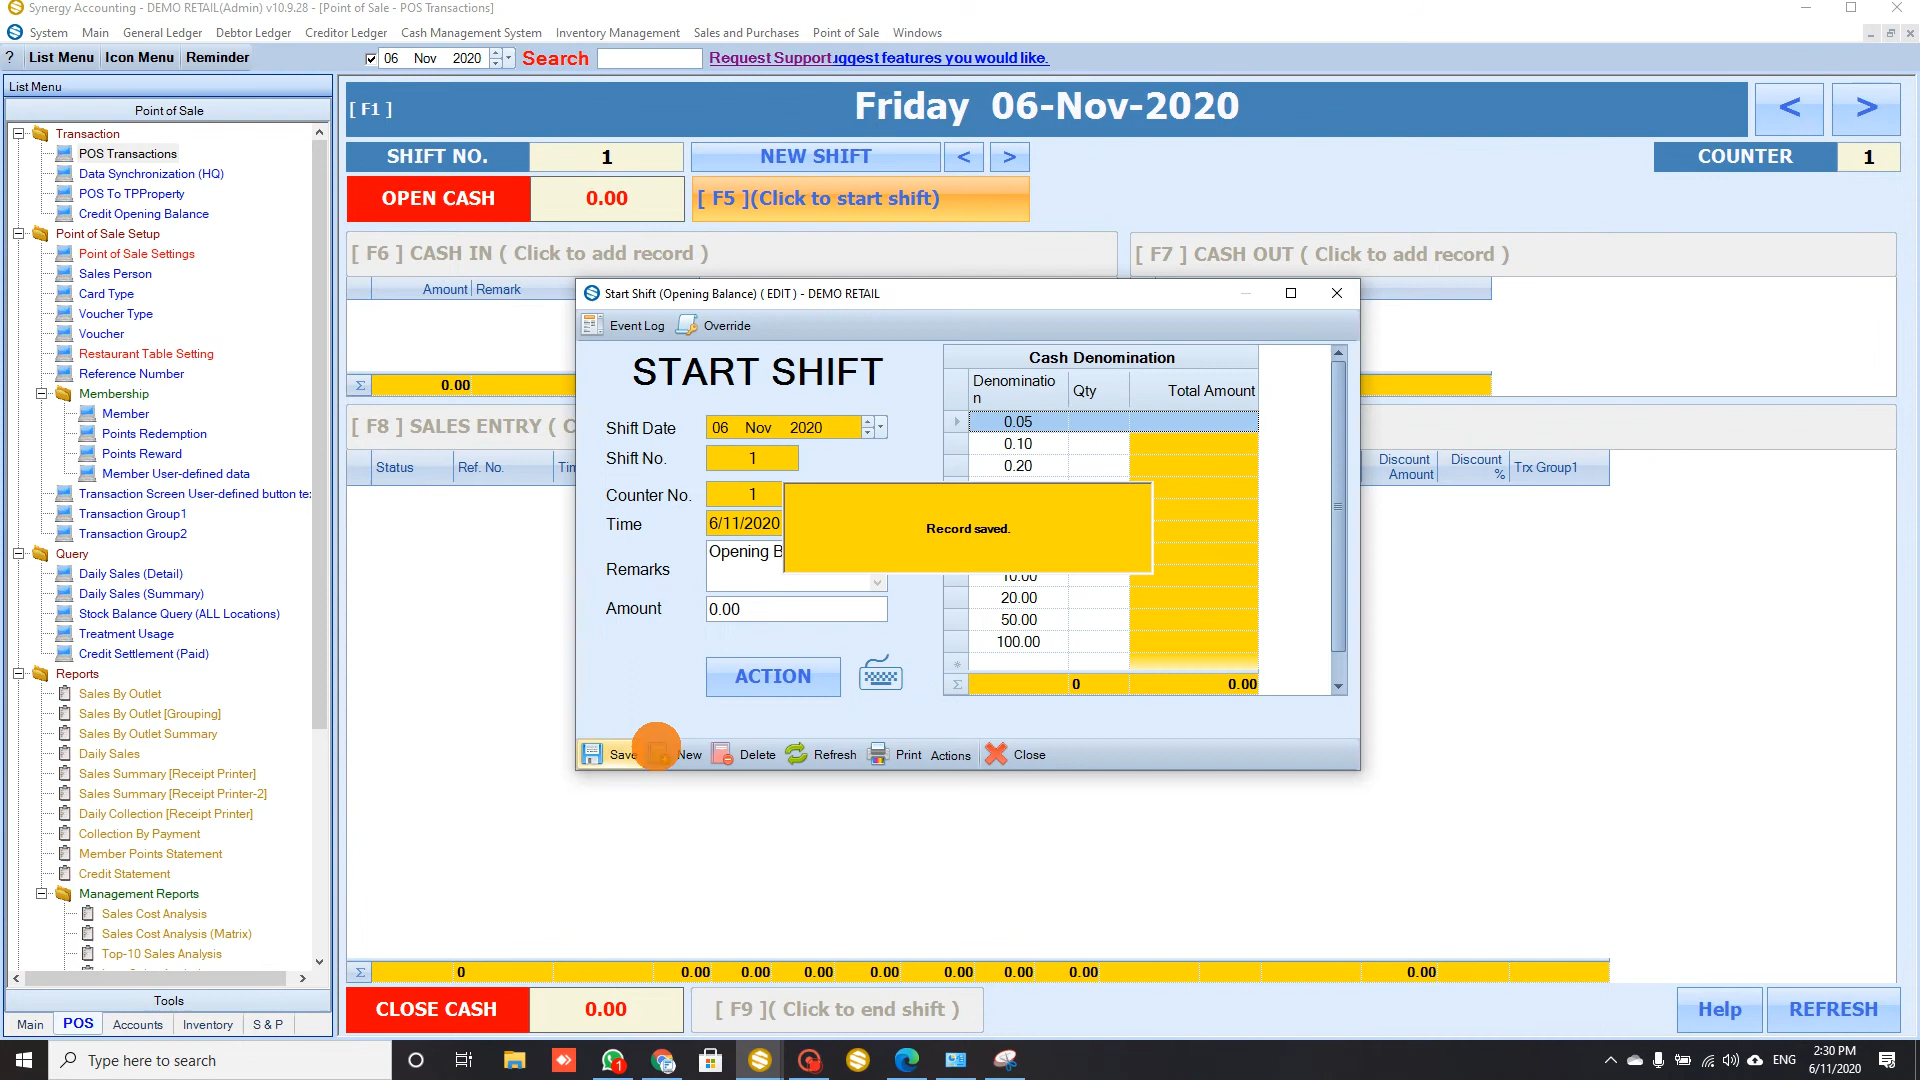 Synergy Accounting - DEMO RETAIL(Admin) v10.9.28 - [Point of Sale - POS Transactions]
System Main General Ledger Debtor Ledger Creditor Ledger Cash Management System Inventory Management Sales and Purchases Point of Sale Windows
? List Menu Icon Menu Reminder 06 Nov 2020 Search Request Support uggest features you would like.
List Menu
Point of Sale
Transaction
POS Transactions
Data Synchronization (HQ)
POS To TPProperty
Credit Opening Balance
Point of Sale Setup
Point of Sale Settings
Sales Person
Card Type
Voucher Type
Voucher
Restaurant Table Setting
Reference Number
Membership
Member
Points Redemption
Points Reward
Member User-defined data
Transaction Screen User-defined button te
Transaction Group1
Transaction Group2
Query
Daily Sales (Detail)
Daily Sales (Summary)
Stock Balance Query (ALL Locations)
Treatment Usage
Credit Settlement (Paid)
Reports
Sales By Outlet
Sales By Outlet [Grouping]
Sales By Outlet Summary
Daily Sales
Sales Summary [Receipt Printer]
Sales Summary [Receipt Printer-2]
Daily Collection [Receipt Printer]
Collection By Payment
Member Points Statement
Credit Statement
Management Reports
Sales Cost Analysis
Sales Cost Analysis (Matrix)
Top-10 Sales Analysis
Tools
Main POS Accounts Inventory S & P
[ F1 ] Friday 06-Nov-2020 < >
SHIFT NO. 1 NEW SHIFT < > COUNTER 1
OPEN CASH 0.00 [ F5 ](Click to start shift)
[ F6 ] CASH IN ( Click to add record ) [ F7 ] CASH OUT ( Click to add record )
Amount Remark
Σ 0.00
[ F8 ] SALES ENTRY ( C
Status Ref. No. Tin Discount Amount Discount % Trx Group1
Start Shift (Opening Balance) ( EDIT ) - DEMO RETAIL
Event Log Override
START SHIFT
Shift Date 06 Nov 2020
Shift No. 1
Counter No. 1
Time 6/11/2020
Remarks Opening B
Amount 0.00
ACTION
Cash Denomination
Denominatio
n Qty Total Amount
0.05
0.10
0.20
Record saved.
10.00
20.00
50.00
100.00
Σ 0 0.00
Save New Delete Refresh Print Actions Close
Σ 0 0.00 0.00 0.00 0.00 0.00 0.00 0.00 0.00
CLOSE CASH 0.00 [ F9 ]( Click to end shift ) Help REFRESH
Type here to search
1
ENG
2:30 PM
6/11/2020